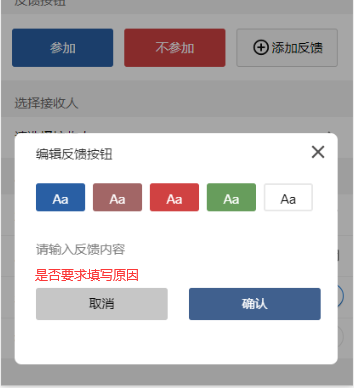 反馈按钮
参加 不参加 添加反馈
选择接收人
编辑反馈按钮
Aa Aa Aa Aa Aa
请输入反馈内容
是否要求填写原因
取消 确认